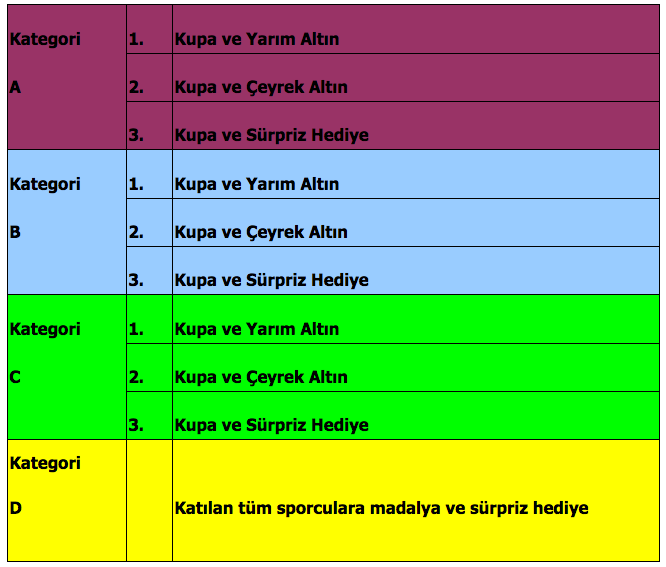 Kategori 1. Kupa ve Yarım Altın
A 2. Kupa ve Çeyrek Altın
3. Kupa ve Sürpriz Hediye
Kategori 1. Kupa ve Yarım Altın
B 2. Kupa ve Çeyrek Altın
3. Kupa ve Sürpriz Hediye
Kategori 1. Kupa ve Yarım Altın
C 2. Kupa ve Çeyrek Altın
3. Kupa ve Sürpriz Hediye
Kategori
D Katılan tüm sporculara madalya ve sürpriz hediye